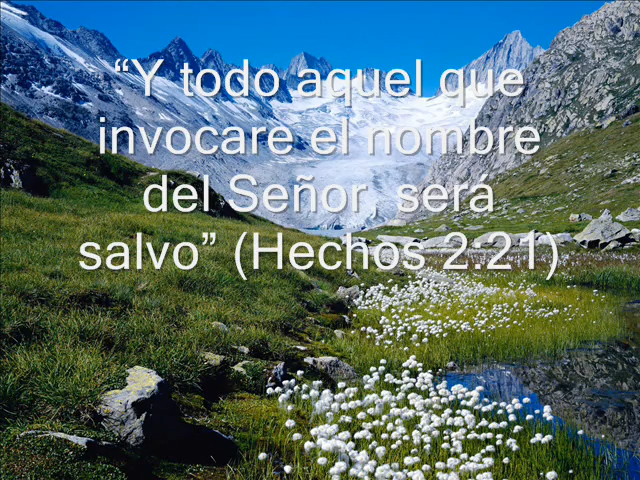 “Y todo aquel que
invocare el nombre
del Señor  será
salvo” (Hechos 2:21)